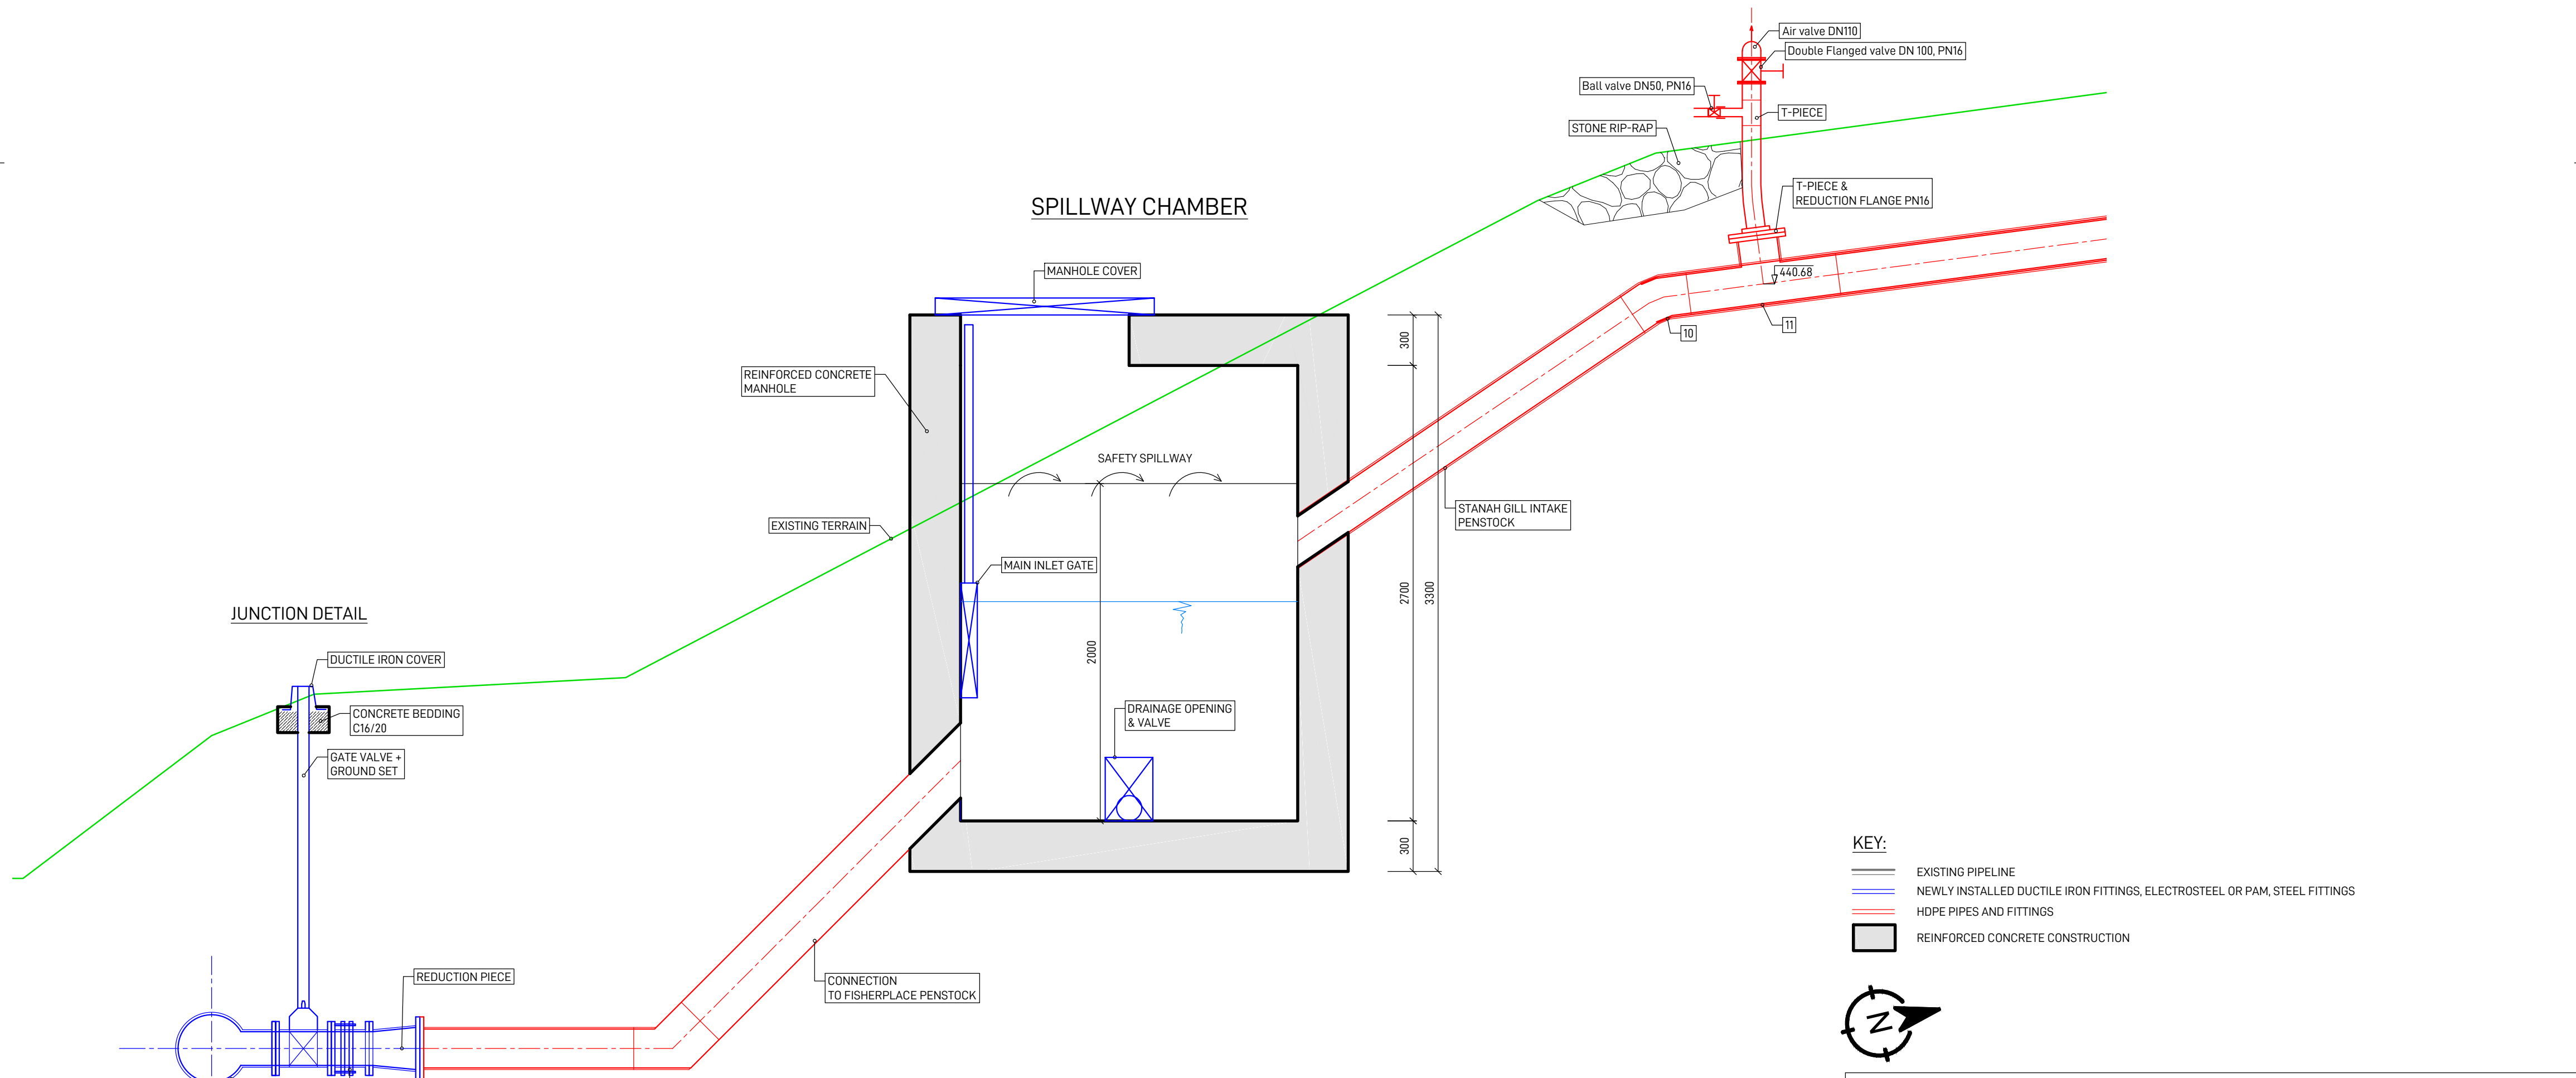 Air valve DN110
Double Flanged valve DN 100, PN16
Ball valve DN50, PN16
T-PIECE
STONE RIP-RAP
T-PIECE &
REDUCTION FLANGE PN16
SPILLWAY CHAMBER
MANHOLE COVER
440.68
10
11
300
REINFORCED CONCRETE
MANHOLE
SAFETY SPILLWAY
STANAH GILL INTAKE
PENSTOCK
EXISTING TERRAIN
MAIN INLET GATE
2700
3300
JUNCTION DETAIL
2000
DUCTILE IRON COVER
CONCRETE BEDDING
C16/20
DRAINAGE OPENING
& VALVE
GATE VALVE +
GROUND SET
300
KEY:
EXISTING PIPELINE
NEWLY INSTALLED DUCTILE IRON FITTINGS, ELECTROSTEEL OR PAM, STEEL FITTINGS
HDPE PIPES AND FITTINGS
REINFORCED CONCRETE CONSTRUCTION
REDUCTION PIECE
CONNECTION
TO FISHERPLACE PENSTOCK
N